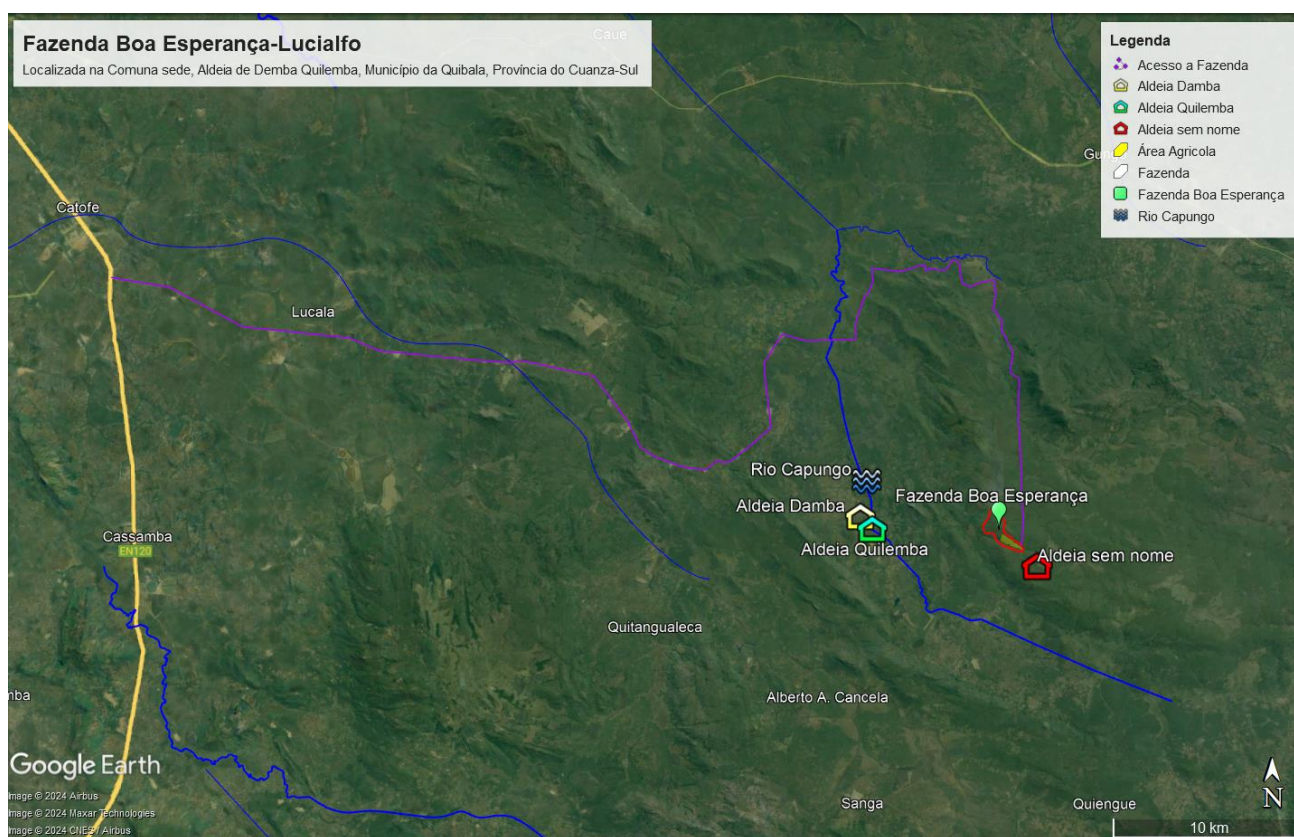 Fazenda Boa Esperança-Lucialfo
Localizada na Comuna sede, Aldeia de Demba Quilemba, Município da Quibala, Província do Cuanza-Sul
Legenda
Acesso a Fazenda
Aldeia Damba
Aldeia Quilemba
Aldeia sem nome
Área Agricola
Fazenda
Fazenda Boa Esperança
Rio Capungo
Catofe
Lucala
Rio Capungo
Aldeia Damba
Aldeia Quilemba
Fazenda Boa Esperança
Aldeia sem nome
Cassamba
EN120
Quitangualeca
Alberto A. Cancela
Sanga
Quiengue
Google Earth
Image © 2024 Airbus
Image © 2024 Maxar Technologies
Image © 2024 CNES / Airbus
N
10 km